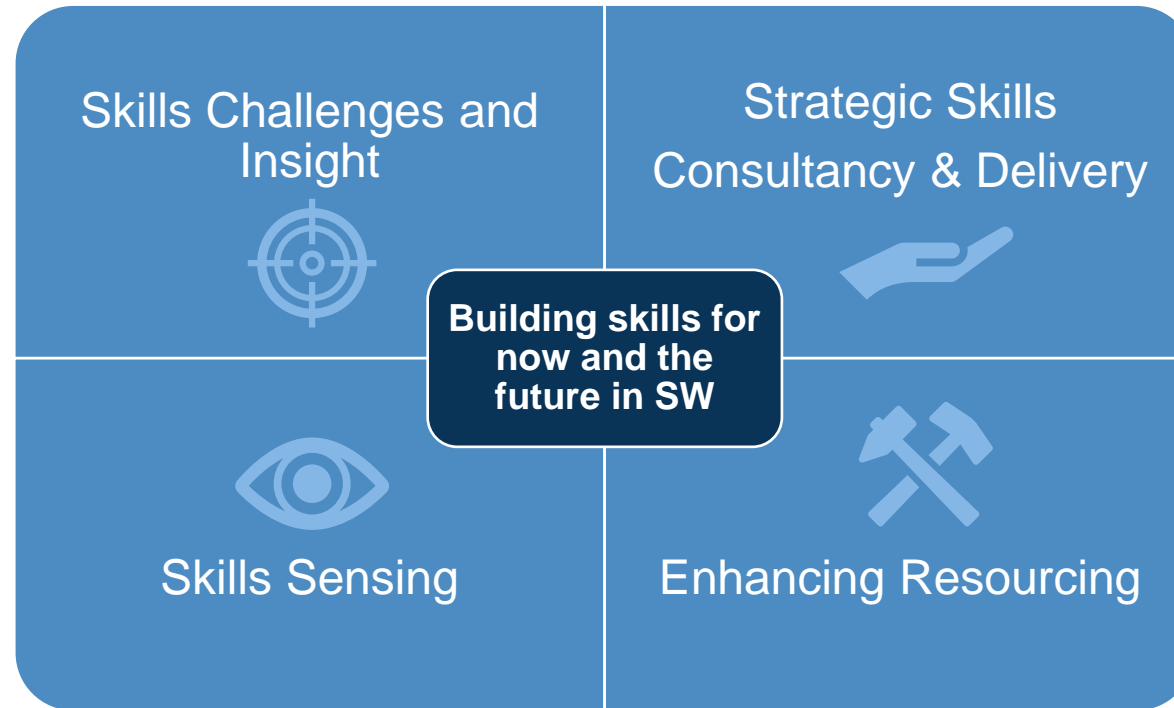 Skills Challenges and
Insight
Strategic Skills
Consultancy & Delivery
Building skills for
now and the
future in SW
Skills Sensing
Enhancing Resourcing